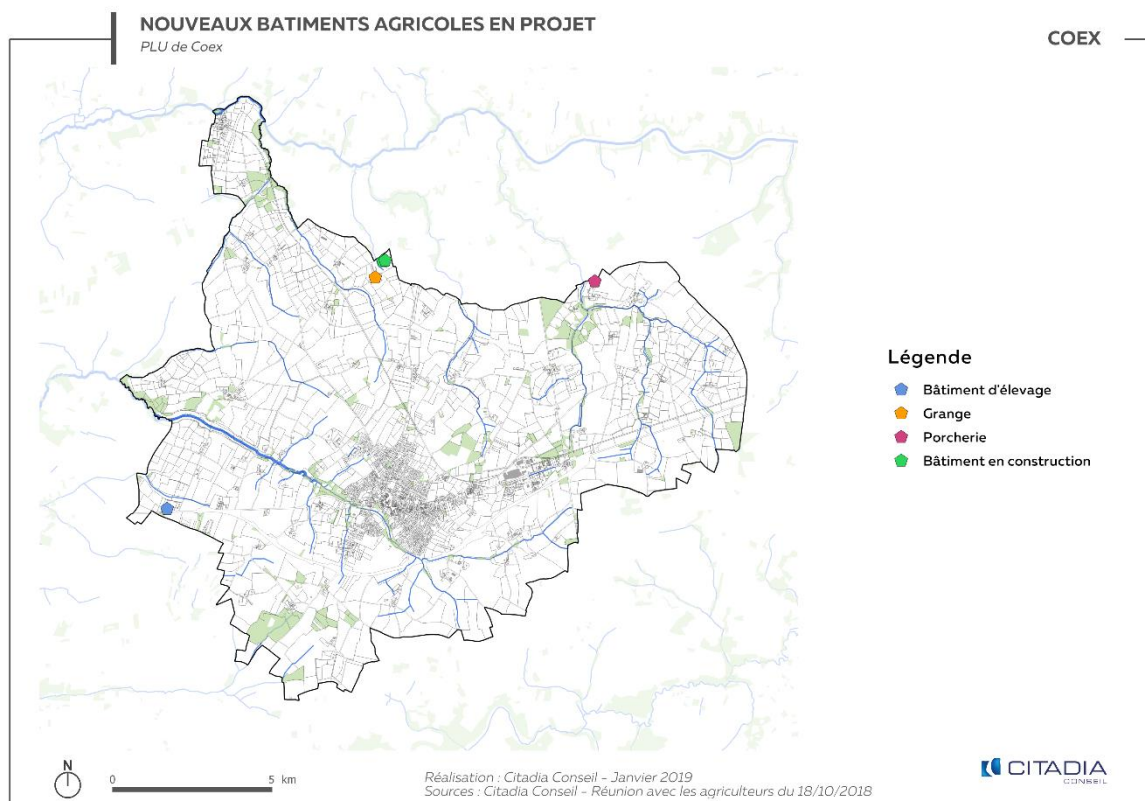 NOUVEAUX BATIMENTS AGRICOLES EN PROJET
PLU de Coex
COEX
Légende
Bâtiment d'élevage
Grange
Porcherie
Bâtiment en construction
N
0 5 km
Réalisation : Citadia Conseil - Janvier 2019
Sources : Citadia Conseil - Réunion avec les agriculteurs du 18/10/2018
CITADIA
CONSEIL